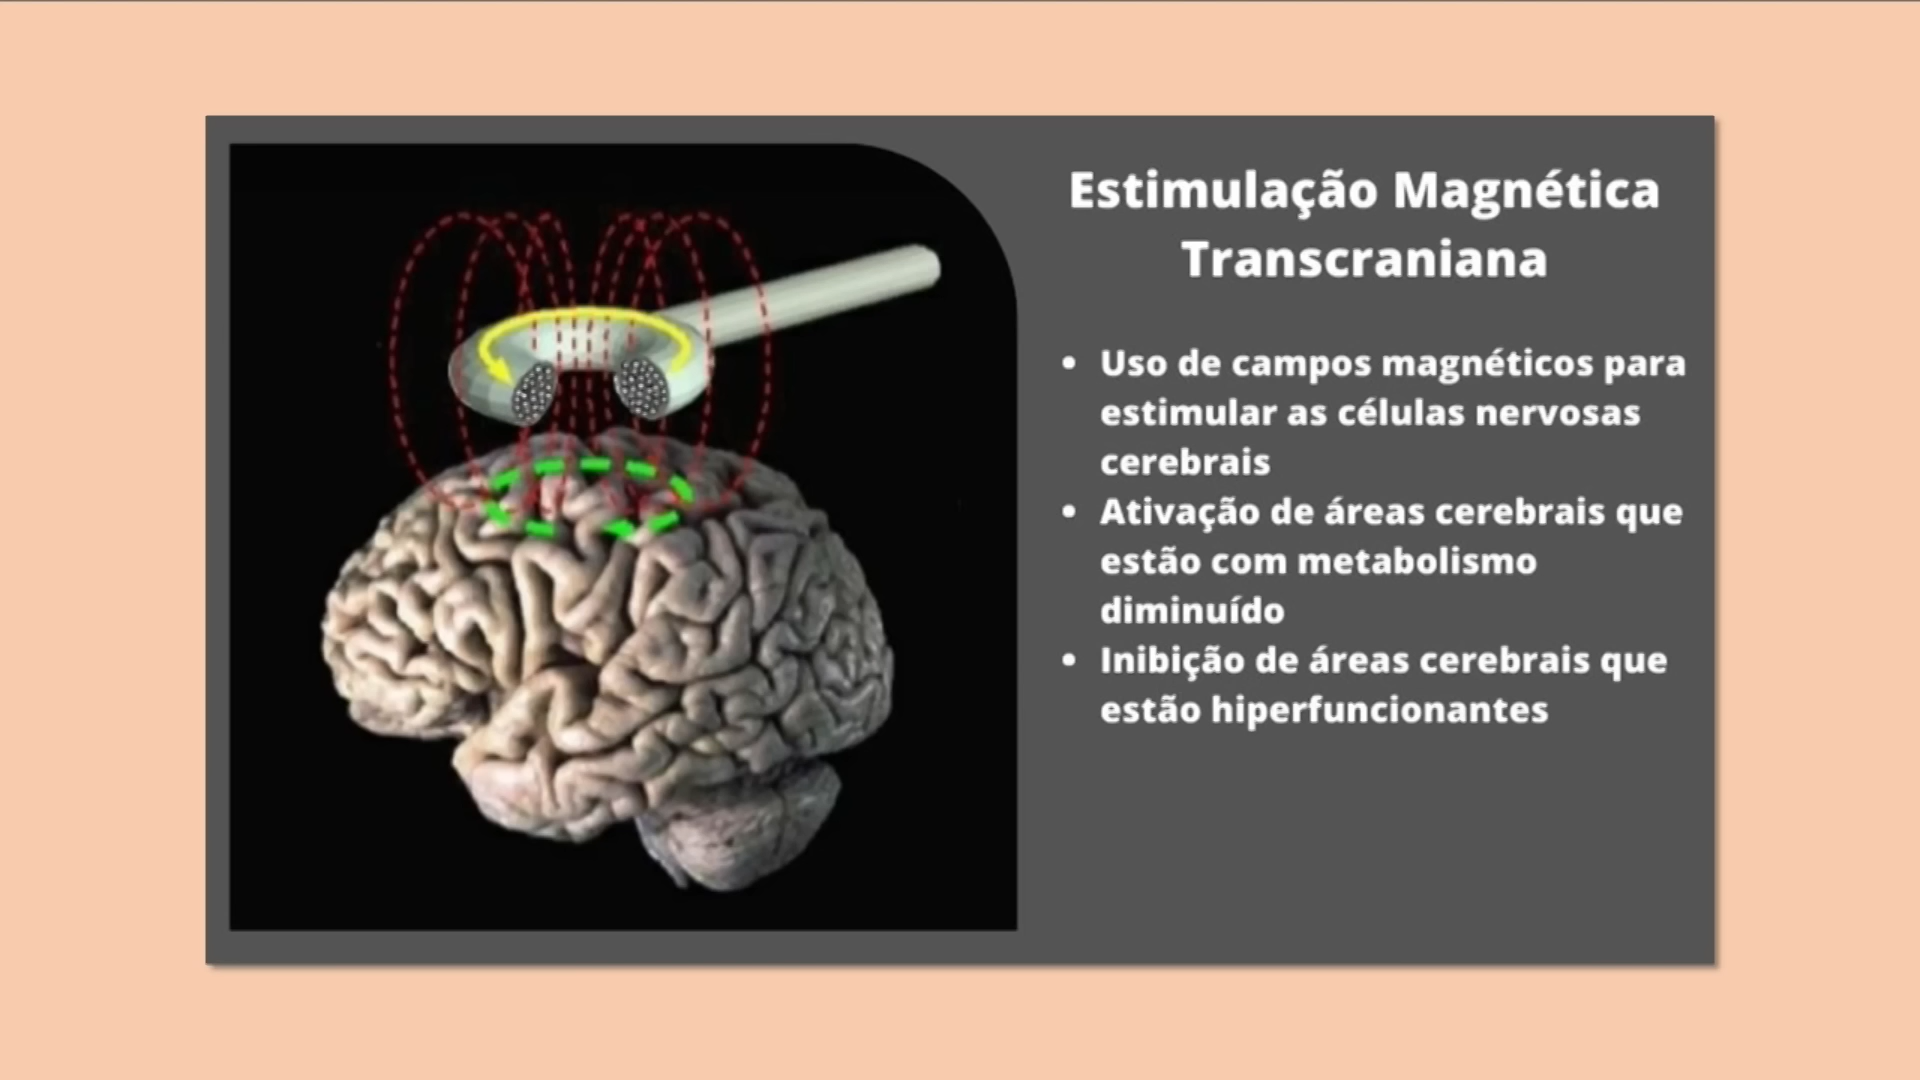 Estimulação Magnética
Transcraniana
• Uso de campos magnéticos para
estimular as células nervosas
cerebrais
• Ativação de áreas cerebrais que
estão com metabolismo
diminuído
• Inibição de áreas cerebrais que
estão hiperfuncionantes